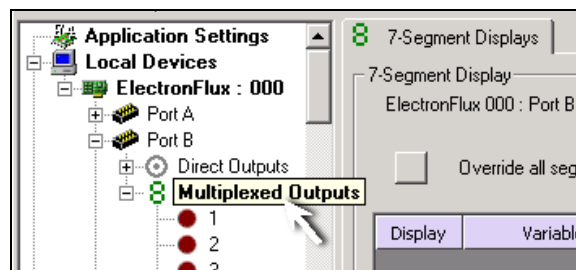 Application Settings
Local Devices
ElectronFlux : 000
Port A
Port B
Direct Outputs
Multiplexed Outputs
1
2
7-Segment Displays
7-Segment Display
ElectronFlux 000 : Port B
Override all seg
Display Variabl